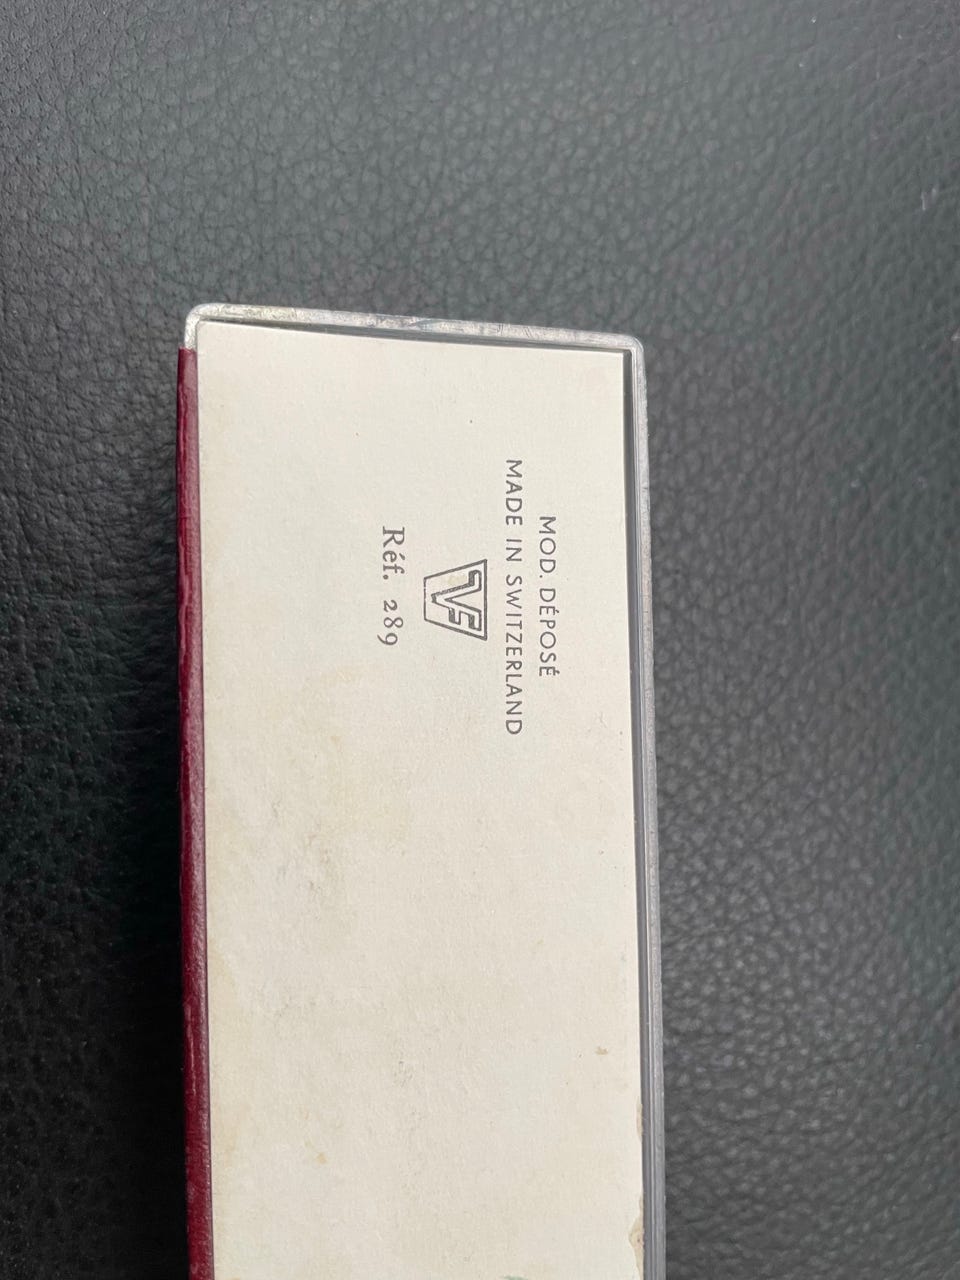 MOD. DÉPOSÉ
MADE IN SWITZERLAND
VF
Réf. 289